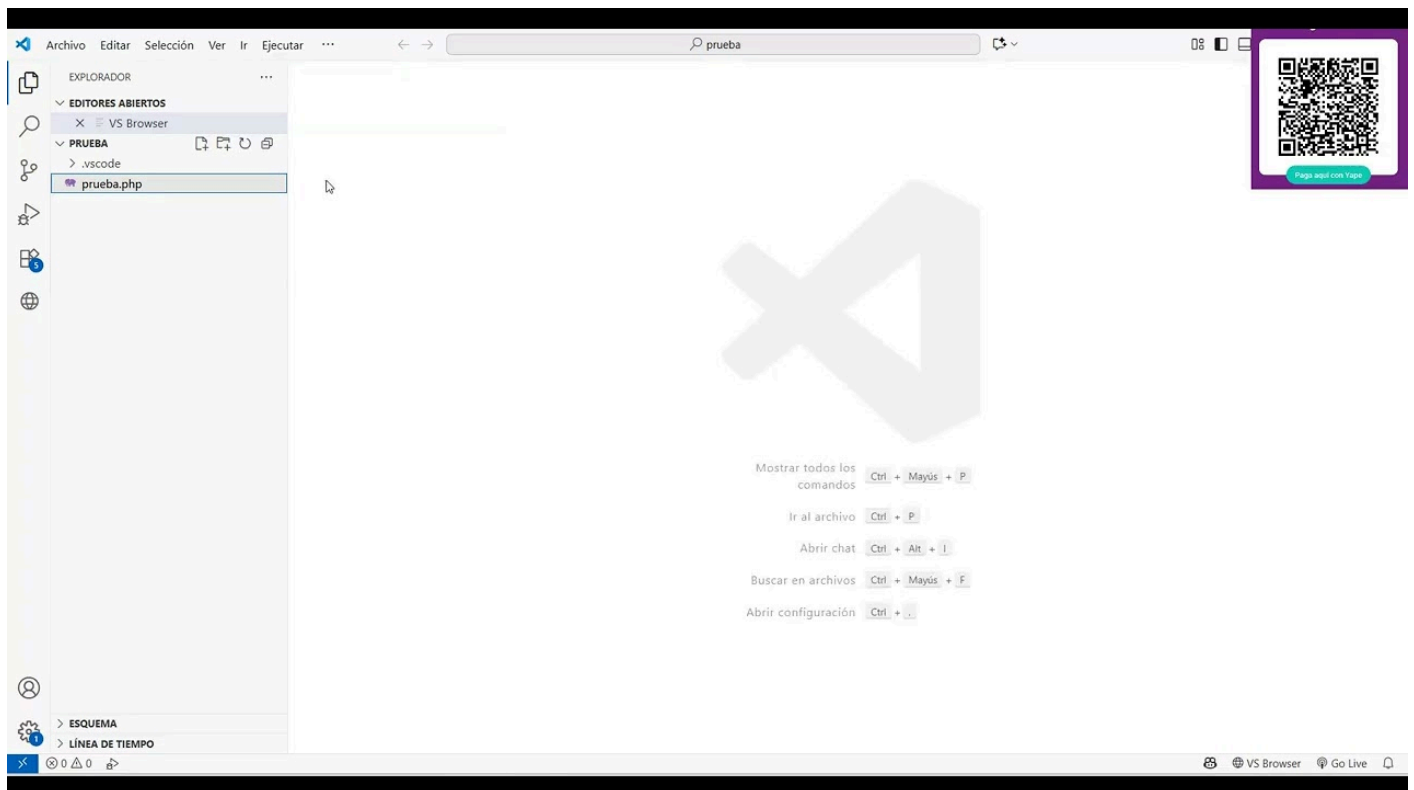 Archivo Editar Selección Ver Ir Ejecutar ···
prueba
EXPLORADOR ···
EDITORES ABIERTOS
VS Browser
PRUEBA
.vscode
prueba.php
5
Paga aquí con Yape
Mostrar todos los
comandos
Ctrl + Mayús + P
Ir al archivo Ctrl + P
Abrir chat Ctrl + Alt + I
Buscar en archivos Ctrl + Mayús + F
Abrir configuración Ctrl + .
ESQUEMA
1
LÍNEA DE TIEMPO
0 0
VS Browser
Go Live